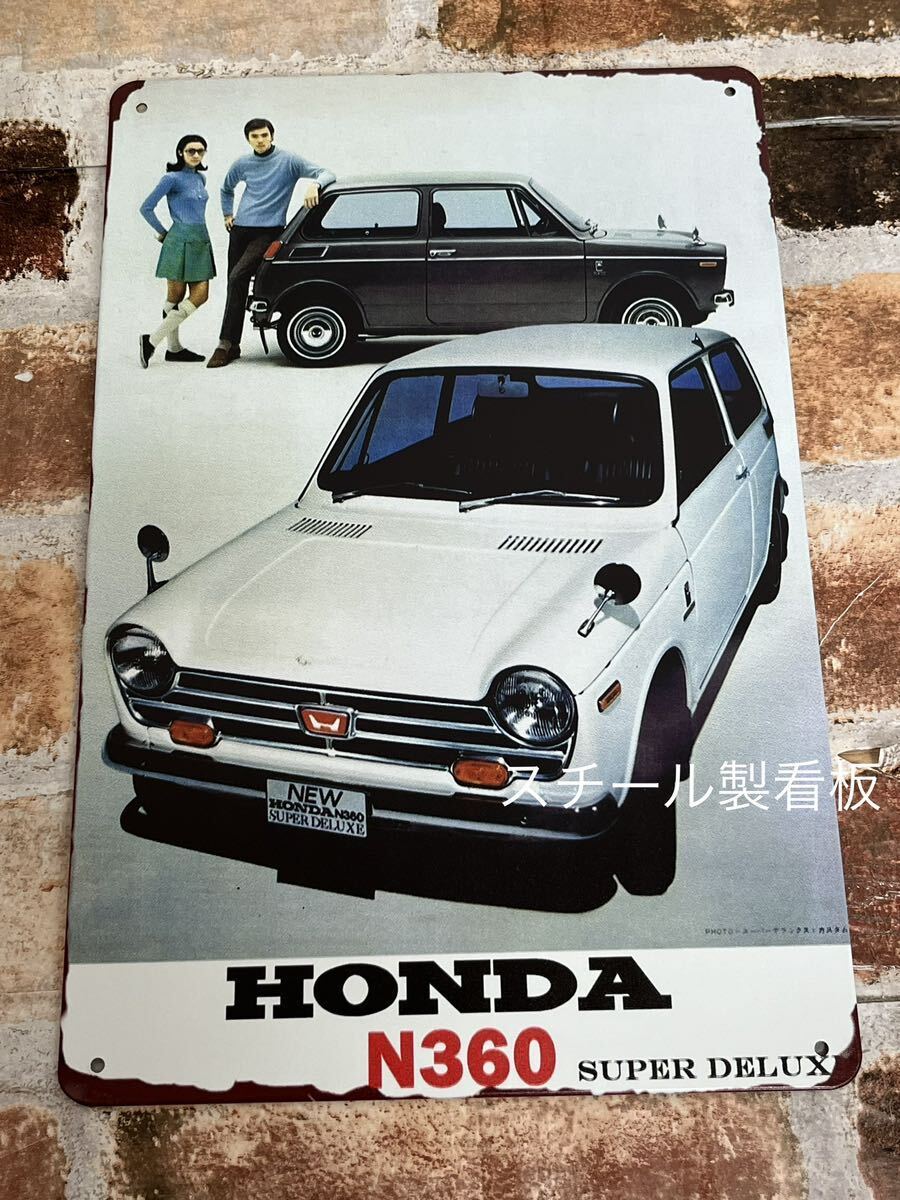 NEW
HONDA N360
SUPER DELUXE
スチール製看板
HONDA
N360 SUPER DELUX